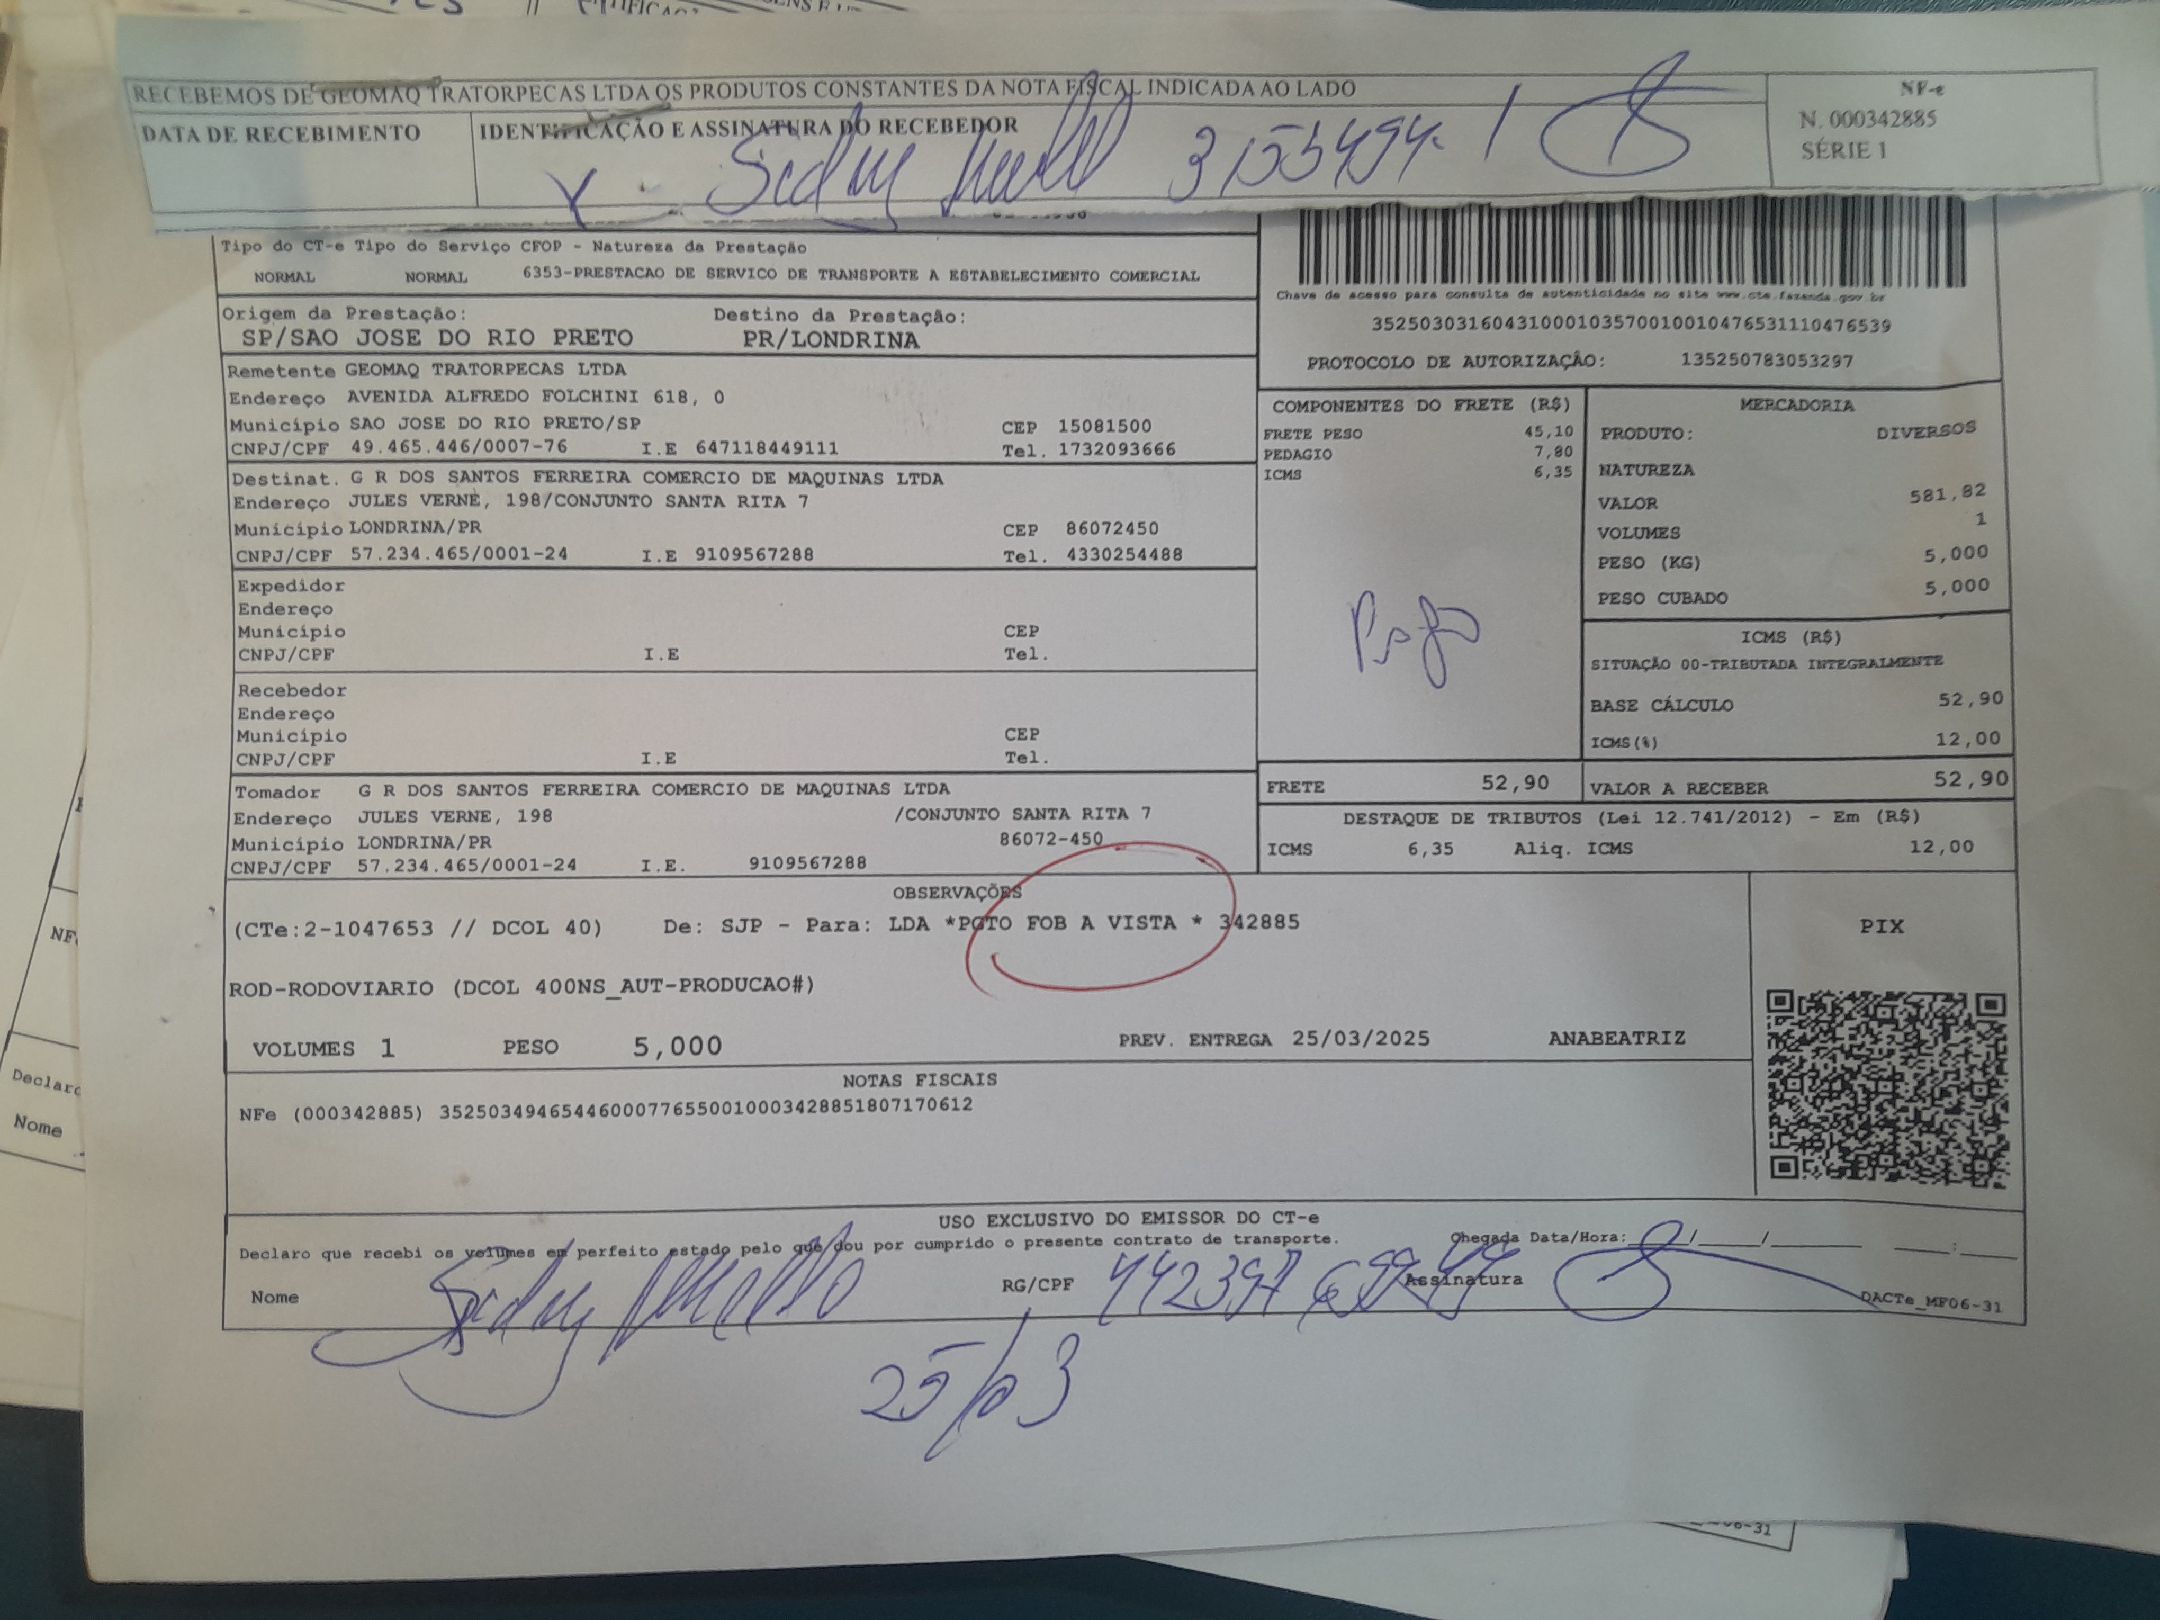 RECEBEMOS DE GEOMAQ TRATORPECAS LTDA OS PRODUTOS CONSTANTES DA NOTA FISCAL INDICADA AO LADO
DATA DE RECEBIMENTO
IDENTIFICAÇÃO E ASSINATURA DO RECEBEDOR
NF-e
N. 000342885
SÉRIE 1
Tipo do CT-e Tipo do Serviço CFOP - Natureza da Prestação
NORMAL NORMAL 6353-PRESTACAO DE SERVICO DE TRANSPORTE A ESTABELECIMENTO COMERCIAL
Origem da Prestação: Destino da Prestação:
SP/SAO JOSE DO RIO PRETO PR/LONDRINA
Chave de acesso para consulta de autenticidade no site www.cte.fazenda.gov.br
35250303160431000103570010010476531110476539
PROTOCOLO DE AUTORIZAÇÂO: 135250783053297
Remetente GEOMAQ TRATORPECAS LTDA
Endereço AVENIDA ALFREDO FOLCHINI 618, 0
Município SAO JOSE DO RIO PRETO/SP CEP 15081500
CNPJ/CPF 49.465.446/0007-76 I.E 647118449111 Tel. 1732093666
Destinat. G R DOS SANTOS FERREIRA COMERCIO DE MAQUINAS LTDA
Endereço JULES VERNE, 198/CONJUNTO SANTA RITA 7
Município LONDRINA/PR CEP 86072450
CNPJ/CPF 57.234.465/0001-24 I.E 9109567288 Tel. 4330254488
Expedidor
Endereço
Município CEP
CNPJ/CPF I.E Tel.
Recebedor
Endereço
Município CEP
CNPJ/CPF I.E Tel.
Tomador G R DOS SANTOS FERREIRA COMERCIO DE MAQUINAS LTDA
Endereço JULES VERNE, 198 /CONJUNTO SANTA RITA 7
Município LONDRINA/PR 86072-450
CNPJ/CPF 57.234.465/0001-24 I.E. 9109567288
COMPONENTES DO FRETE (R$)
FRETE PESO 45,10
PEDAGIO 7,80
ICMS 6,35
Pago
MERCADORIA
PRODUTO: DIVERSOS
NATUREZA
VALOR 581,82
VOLUMES 1
PESO (KG) 5,000
PESO CUBADO 5,000
ICMS (R$)
SITUAÇÃO 00-TRIBUTADA INTEGRALMENTE
BASE CÁLCULO 52,90
ICMS(%) 12,00
FRETE 52,90 VALOR A RECEBER 52,90
DESTAQUE DE TRIBUTOS (Lei 12.741/2012) - Em (R$)
ICMS 6,35 Aliq. ICMS 12,00
OBSERVAÇÕES
(CTe:2-1047653 // DCOL 40) De: SJP - Para: LDA *PGTO FOB A VISTA * 342885
ROD-RODOVIARIO (DCOL 400NS_AUT-PRODUCAO#)
VOLUMES 1 PESO 5,000 PREV. ENTREGA 25/03/2025 ANABEATRIZ
PIX
NOTAS FISCAIS
NFe (000342885) 35250349465446000776550010003428851807170612
USO EXCLUSIVO DO EMISSOR DO CT-e
Declaro que recebi os volumes em perfeito estado pelo que dou por cumprido o presente contrato de transporte.
Chegada Data/Hora: / / :
Nome RG/CPF Assinatura
DACTe_MF06-31
25/03
Declaro
Nome